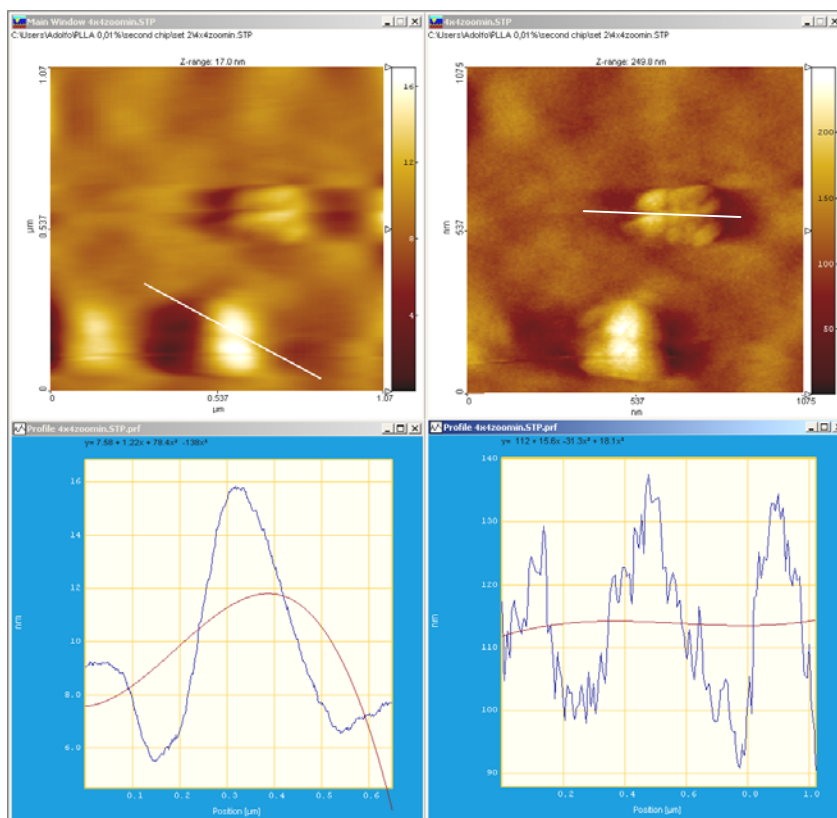 Main Window 4x4zoomin.STP
C:\Users\Adolfo\PLLA 0,01%\second chip\set 2\4x4zoomin.STP
Z-range: 17.0 nm
1.07
16
12
µm
0.537
8
4
0
0
0.537
1.07
µm
4x4zoomin.STP
C:\Users\Adolfo\PLLA 0,01%\second chip\set 2\4x4zoomin.STP
Z-range: 249.8 nm
1075
200
150
nm
537
100
50
0
0
0
537
1075
nm
Profile 4x4zoomin.STP.prf
y= 7.58 + 1.22x + 78.4x² -138x³
16
14
12
nm
10
8.0
6.0
0.1
0.2
0.3
0.4
0.5
0.6
Position [µm]
Profile 4x4zoomin.STP.prf
y= 112 + 15.6x -31.3x² + 18.1x³
140
130
120
nm
110
100
90
0.2
0.4
0.6
0.8
1.0
Position [µm]